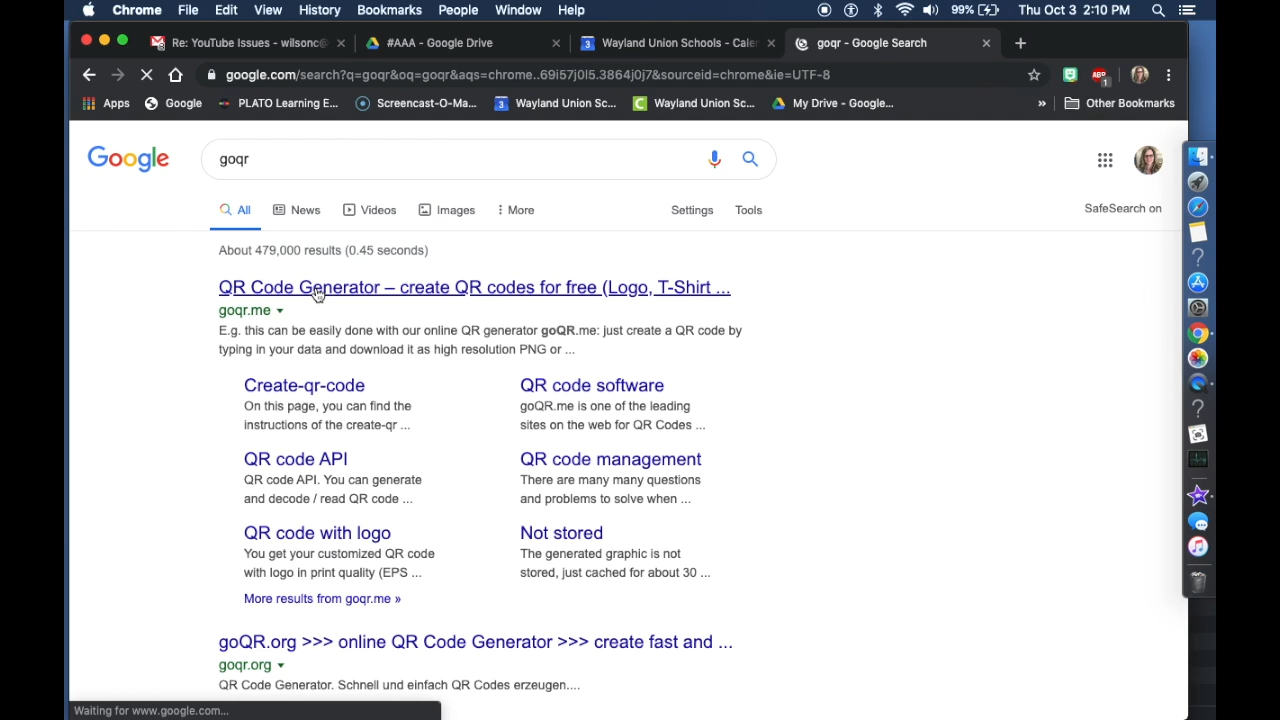 Chrome File Edit View History Bookmarks People Window Help 99% Thu Oct 3 2:10 PM
Re: YouTube Issues - wilsonc@ #AAA - Google Drive 3 Wayland Union Schools - Cale goqr - Google Search
google.com/search?q=goqr&oq=goqr&aqs=chrome..69i57j0l5.3864j0j7&sourceid=chrome&ie=UTF-8 ABP 1
Apps Google PLATO Learning E... Screencast-O-Ma... 3 Wayland Union Sc... C Wayland Union Sc... My Drive - Google... » Other Bookmarks
Google goqr
All News Videos Images More Settings Tools SafeSearch on
About 479,000 results (0.45 seconds)
QR Code Generator – create QR codes for free (Logo, T-Shirt ...
goqr.me
E.g. this can be easily done with our online QR generator goQR.me: just create a QR code by
typing in your data and download it as high resolution PNG or ...
Create-qr-code
On this page, you can find the
instructions of the create-qr ...
QR code software
goQR.me is one of the leading
sites on the web for QR Codes ...
QR code API
QR code API. You can generate
and decode / read QR code ...
QR code management
There are many many questions
and problems to solve when ...
QR code with logo
You get your customized QR code
with logo in print quality (EPS ...
Not stored
The generated graphic is not
stored, just cached for about 30 ...
More results from goqr.me »
goQR.org >>> online QR Code Generator >>> create fast and ...
goqr.org
QR Code Generator. Schnell und einfach QR Codes erzeugen....
Waiting for www.google.com...